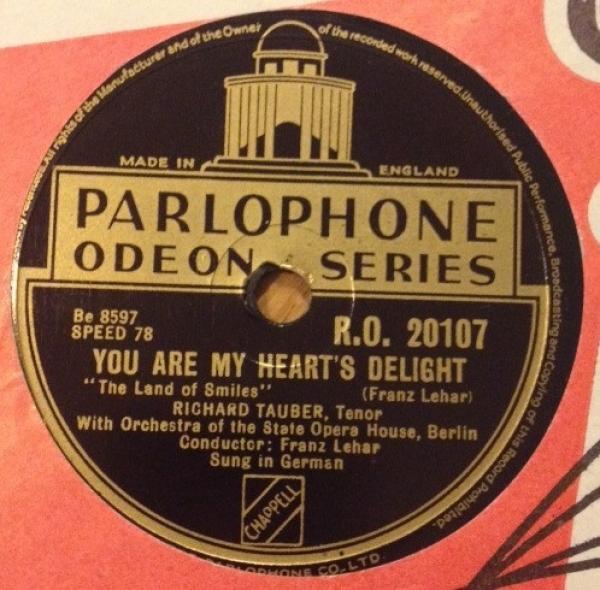 All rights of the Manufacturer and of the Owner of the recorded work reserved. Unauthorised Public Performance, Broadcasting and Copying of this Record Prohibited.
MADE IN ENGLAND
PARLOPHONE
ODEON SERIES
Be 8597
SPEED 78
R.O. 20107
YOU ARE MY HEART'S DELIGHT
"The Land of Smiles" (Franz Lehar)
RICHARD TAUBER, Tenor
With Orchestra of the State Opera House, Berlin
Conductor: Franz Lehar
Sung in German
CHAPPELL
PARLOPHONE CO., LTD.